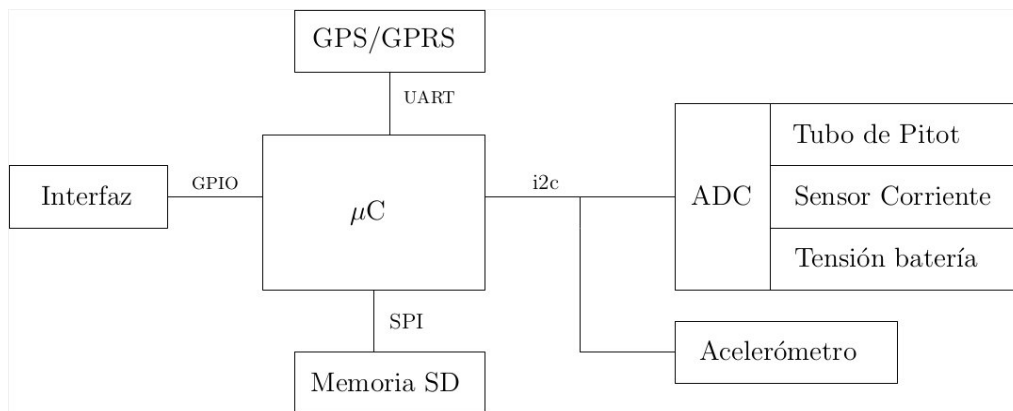 GPS/GPRS
UART
Tubo de Pitot
Interfaz
GPIO
μC
i2c
ADC
Sensor Corriente
Tensión batería
SPI
Acelerómetro
Memoria SD